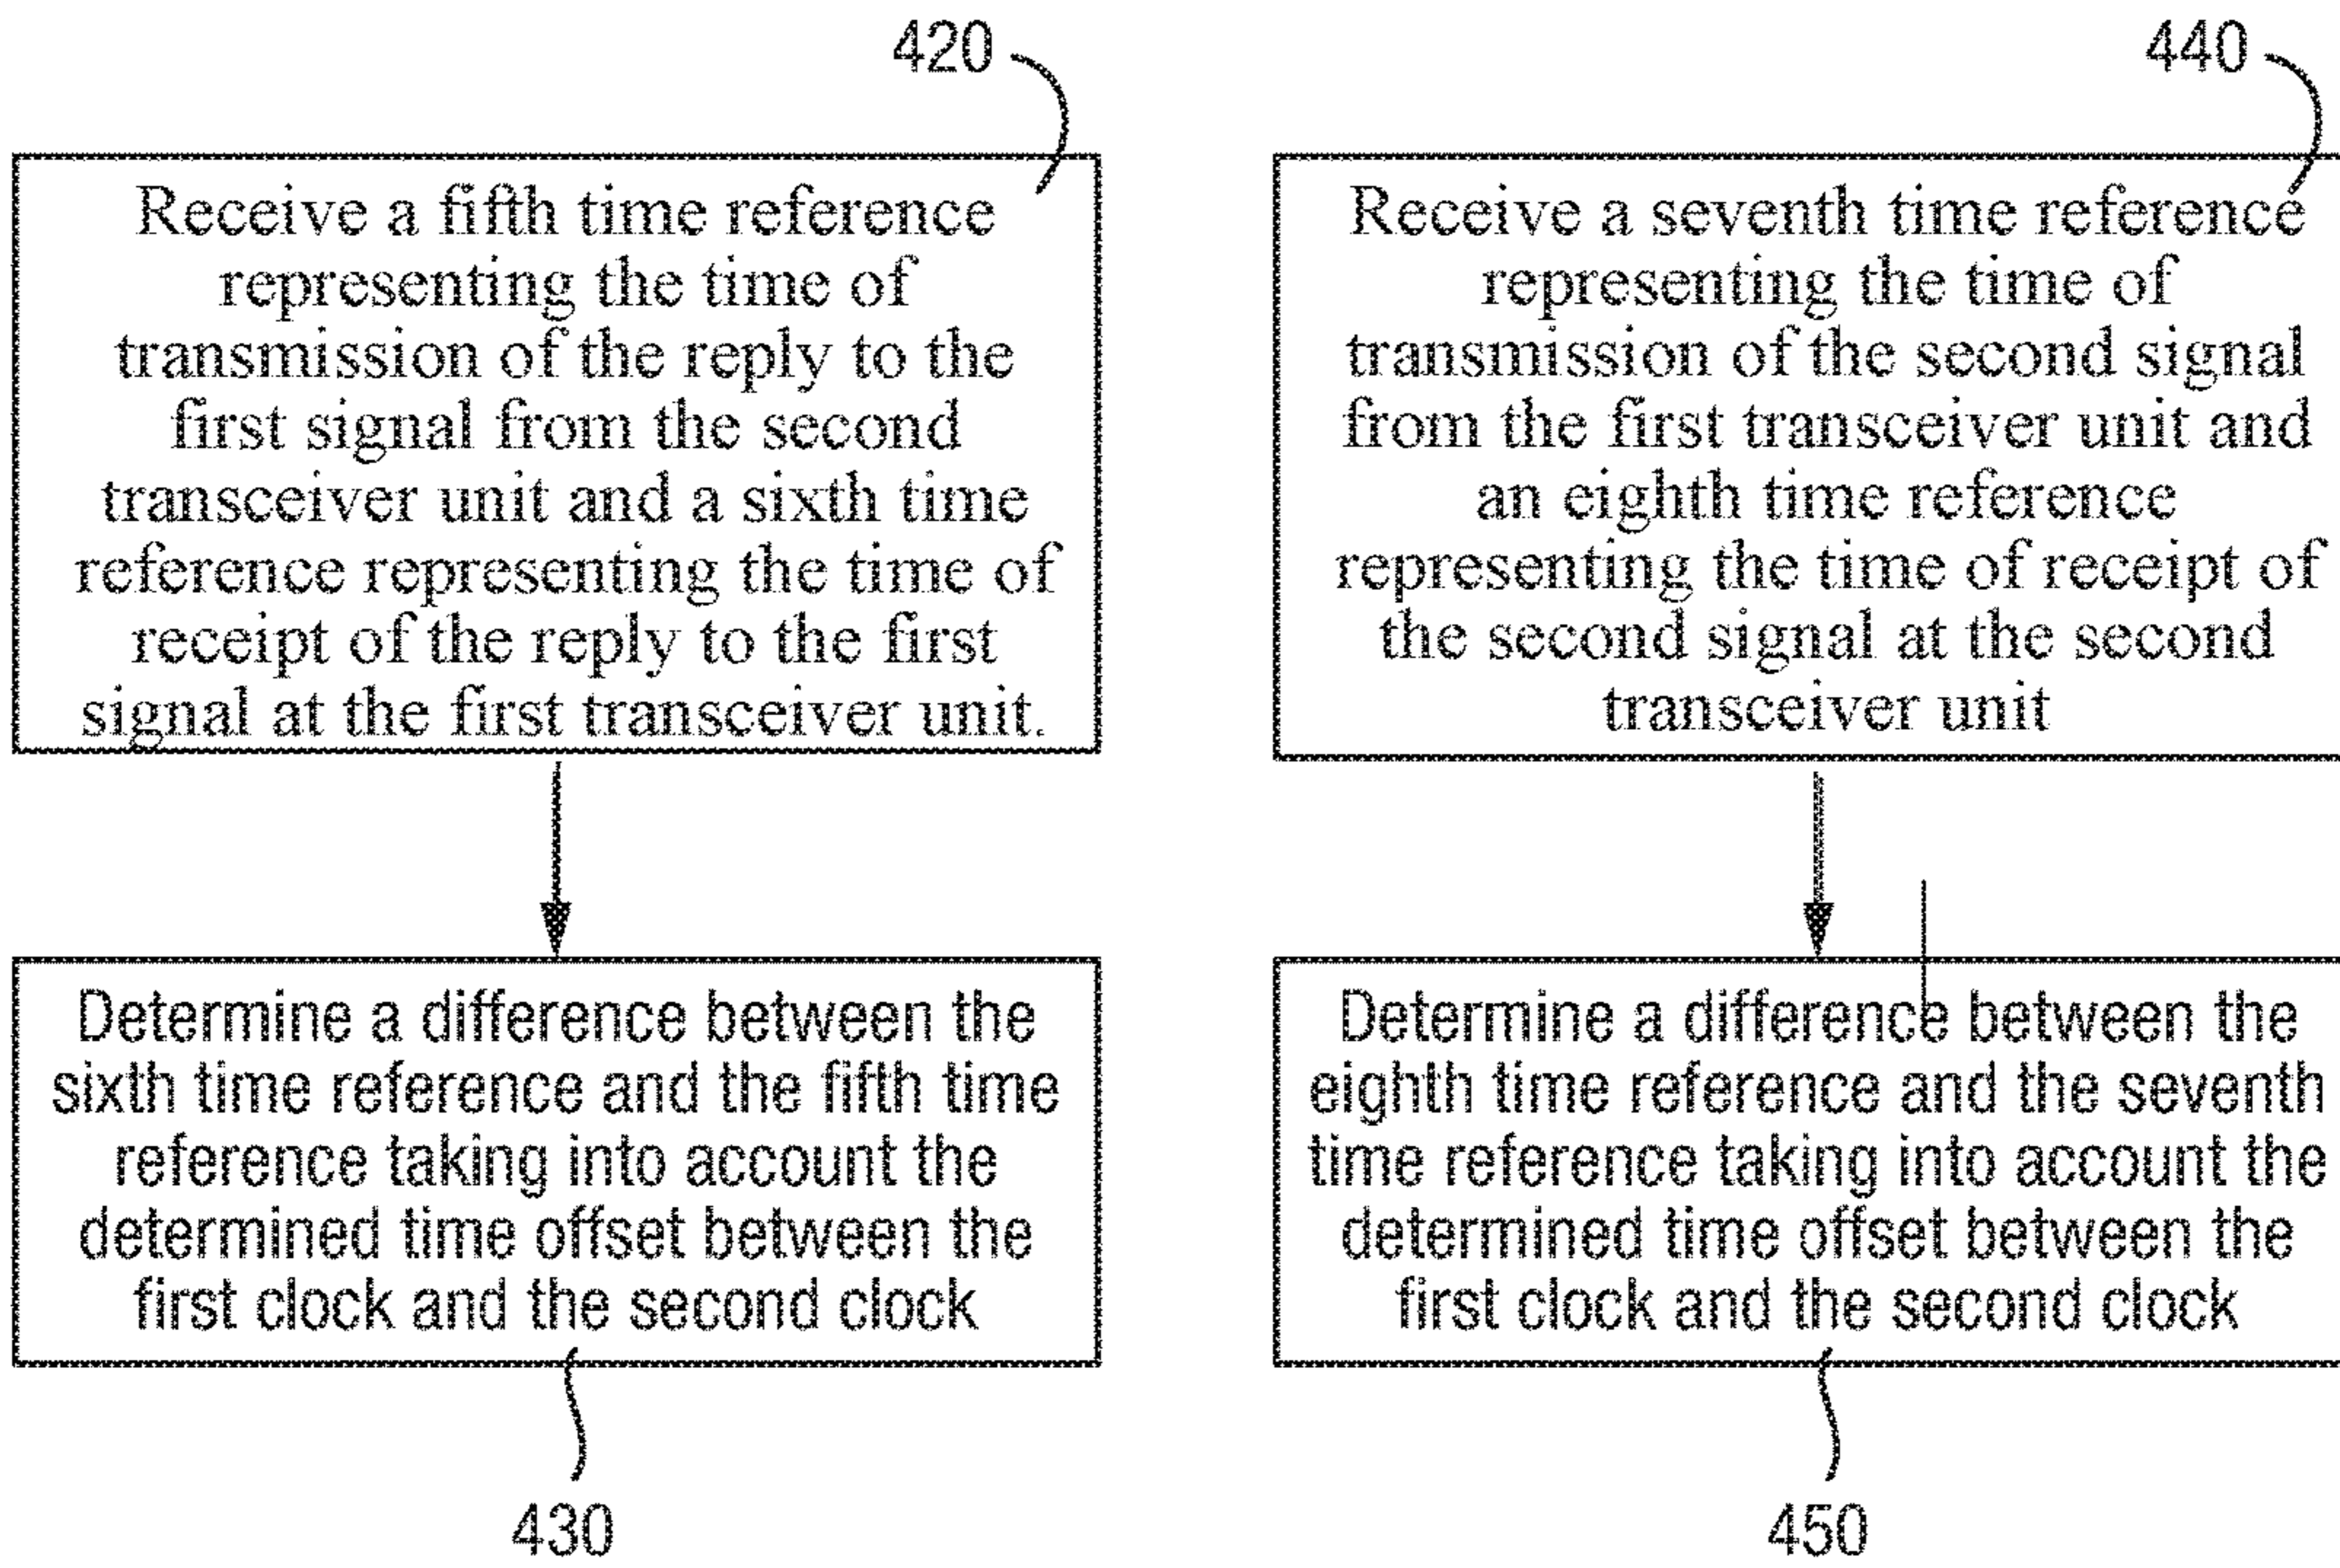 420
Receive a fifth time reference
representing the time of
transmission of the reply to the
first signal from the second
transceiver unit and a sixth time
reference representing the time of
receipt of the reply to the first
signal at the first transceiver unit.
Determine a difference between the
sixth time reference and the fifth time
reference taking into account the
determined time offset between the
first clock and the second clock
430
440
Receive a seventh time reference
representing the time of
transmission of the second signal
from the first transceiver unit and
an eighth time reference
representing the time of receipt of
the second signal at the second
transceiver unit
Determine a difference between the
eighth time reference and the seventh
time reference taking into account the
determined time offset between the
first clock and the second clock
450